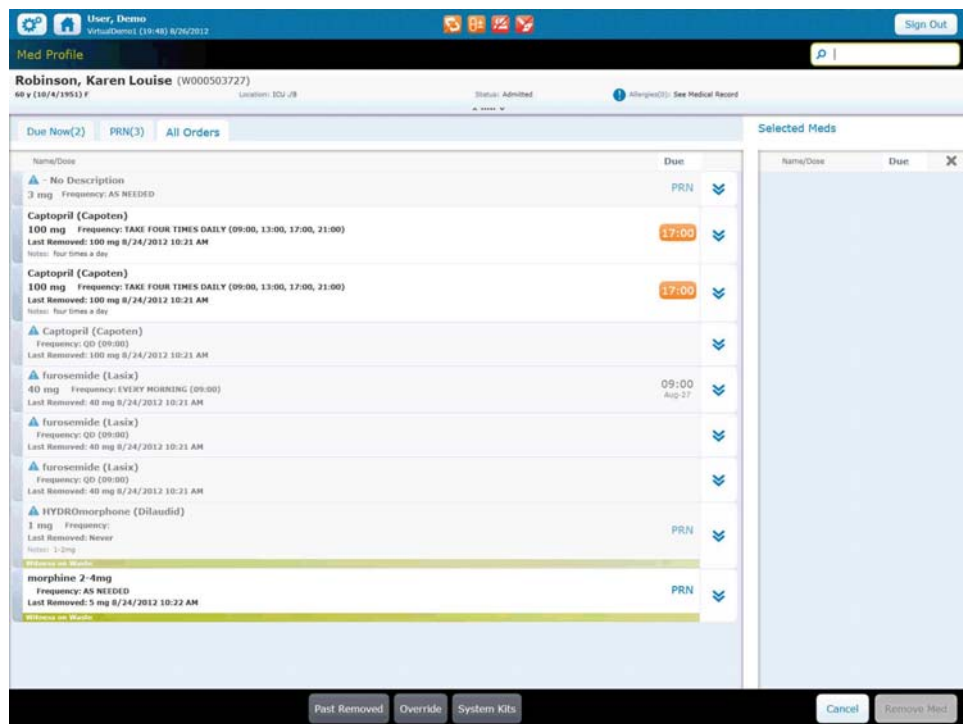 User, Demo
VirtualDemo1 (19:48) 8/26/2012
Sign Out
Med Profile
Robinson, Karen Louise (W000503727)
60 y (10/4/1951) F Location: ICU -/B Status: Admitted Allergies(0): See Medical Record
Due Now(2) PRN(3) All Orders Selected Meds
Name/Dose Due Name/Dose Due
- No Description
3 mg Frequency: AS NEEDED PRN
Captopril (Capoten)
100 mg Frequency: TAKE FOUR TIMES DAILY (09:00, 13:00, 17:00, 21:00) 17:00
Last Removed: 100 mg 8/24/2012 10:21 AM
Notes: four times a day
Captopril (Capoten)
100 mg Frequency: TAKE FOUR TIMES DAILY (09:00, 13:00, 17:00, 21:00) 17:00
Last Removed: 100 mg 8/24/2012 10:21 AM
Notes: four times a day
Captopril (Capoten)
Frequency: QD (09:00)
Last Removed: 100 mg 8/24/2012 10:21 AM
furosemide (Lasix)
40 mg Frequency: EVERY MORNING (09:00) 09:00
Aug-27
Last Removed: 40 mg 8/24/2012 10:21 AM
furosemide (Lasix)
Frequency: QD (09:00)
Last Removed: 40 mg 8/24/2012 10:21 AM
furosemide (Lasix)
Frequency: QD (09:00)
Last Removed: 40 mg 8/24/2012 10:21 AM
HYDROmorphone (Dilaudid)
1 mg Frequency: PRN
Last Removed: Never
Notes: 1-2mg
Witness on Waste
morphine 2-4mg
Frequency: AS NEEDED PRN
Last Removed: 5 mg 8/24/2012 10:22 AM
Witness on Waste
Past Removed Override System Kits Cancel Remove Med